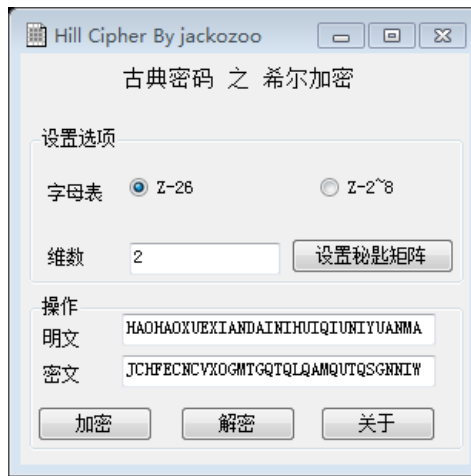 Hill Cipher By jackozoo
古典密码 之 希尔加密
设置选项
字母表 Z-26 Z-2~8
维数 2 设置秘匙矩阵
操作
明文 HAOHAOXUEXIANDAINIHUIQIUNIYUANMA
密文 JCHFECNCVXOGMTGQTQLQAMQUTQSGNNIW
加密 解密 关于